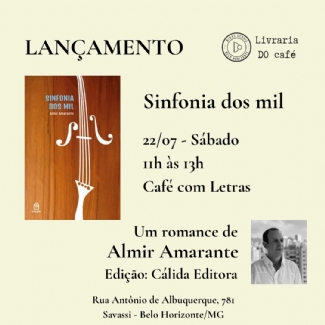 LANÇAMENTO
Livraria
DO café
SINFONIA
DOS MIL
Sinfonia dos mil
22/07 - Sábado
11h às 13h
Café com Letras
Um romance de
Almir Amarante
Edição: Cálida Editora
Rua Antônio de Albuquerque, 781
Savassi - Belo Horizonte/MG